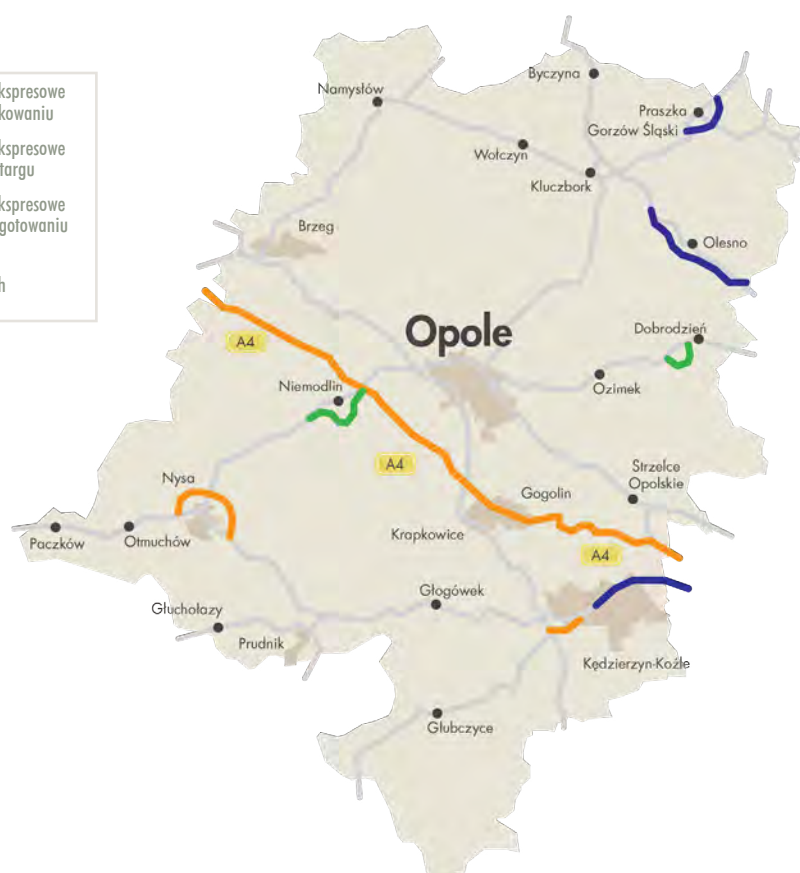 kspresowe
kowaniu
kspresowe
targu
kspresowe
gotowaniu
h
Byczyna
Namysłów
Praszka
Gorzów Śląski
Wołczyn
Kluczbork
Brzeg
Olesno
Opole
Dobrodzień
A4
Niemodlin
Ozimek
A4
Strzelce
Opolskie
Nysa
Gogolin
Krapkowice
Paczków
Otmuchów
A4
Głogówek
Głuchołazy
Prudnik
Kędzierzyn-Koźle
Głubczyce